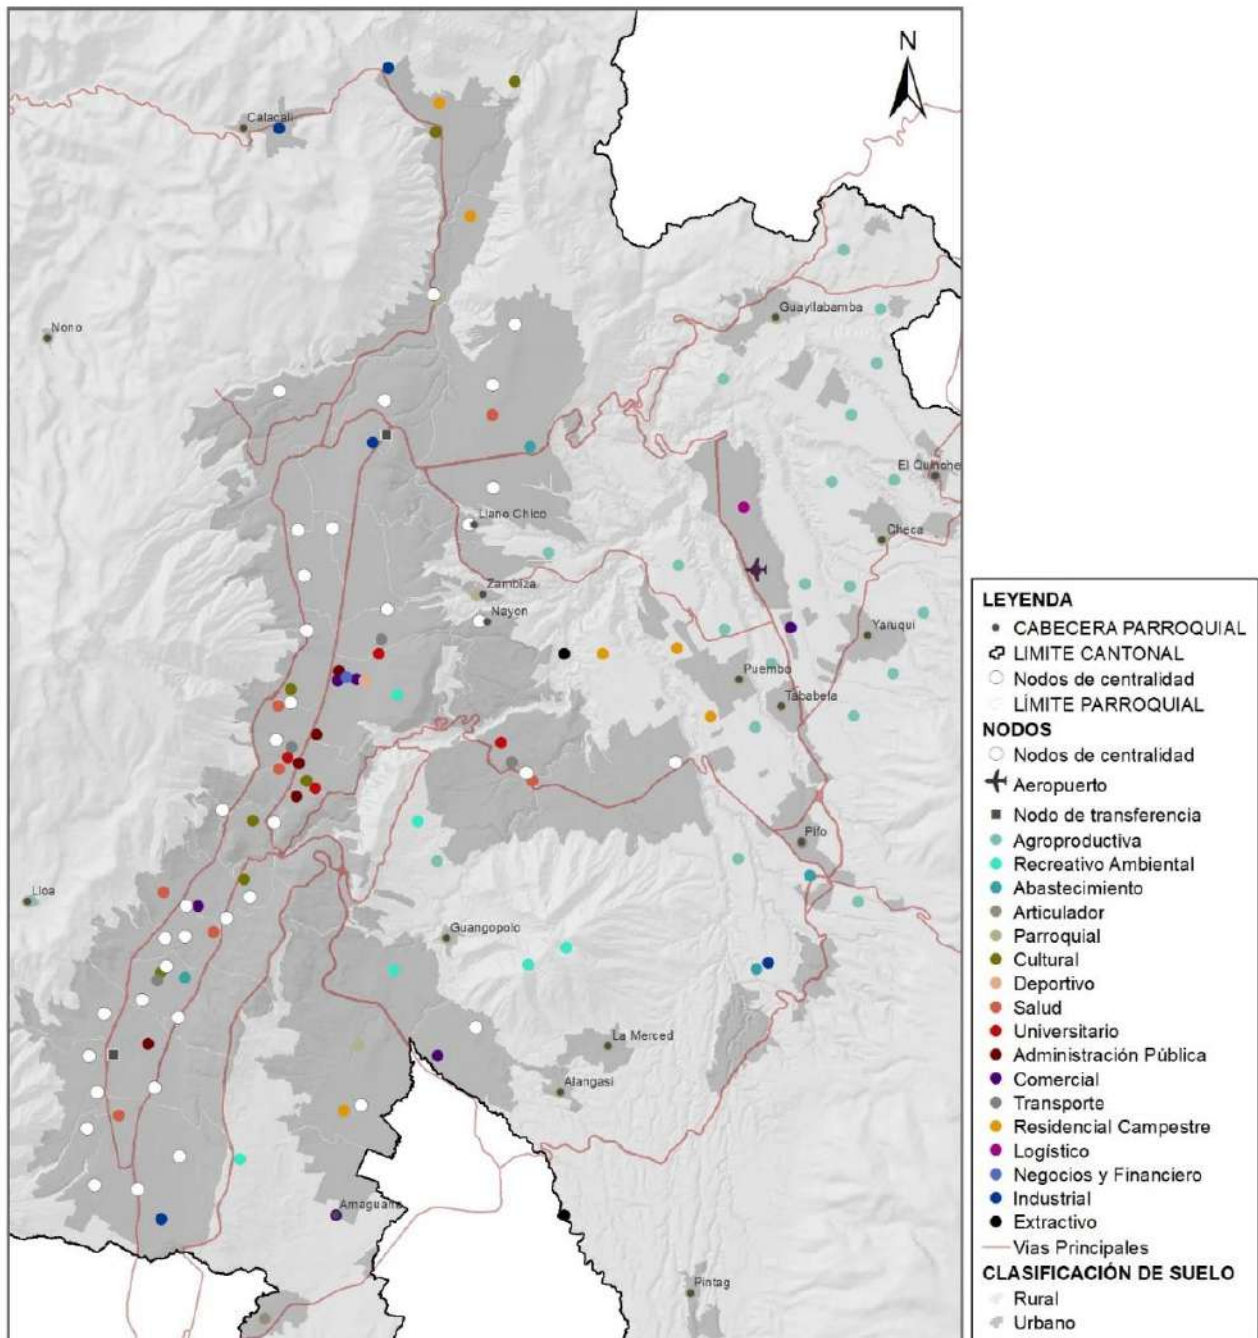 N
Calacali
Nono
Guayllabamba
El Quinche
Llano Chico
Checa
Zambiza
Nayon
Yaruqui
Puembo
Tababela
Pifo
Lloa
Guangopolo
La Merced
Alangasi
Amaguaña
Pintag
LEYENDA
CABECERA PARROQUIAL
LIMITE CANTONAL
Nodos de centralidad
LÍMITE PARROQUIAL
NODOS
Nodos de centralidad
Aeropuerto
Nodo de transferencia
Agroproductiva
Recreativo Ambiental
Abastecimiento
Articulador
Parroquial
Cultural
Deportivo
Salud
Universitario
Administración Pública
Comercial
Transporte
Residencial Campestre
Logístico
Negocios y Financiero
Industrial
Extractivo
Vias Principales
CLASIFICACIÓN DE SUELO
Rural
Urbano